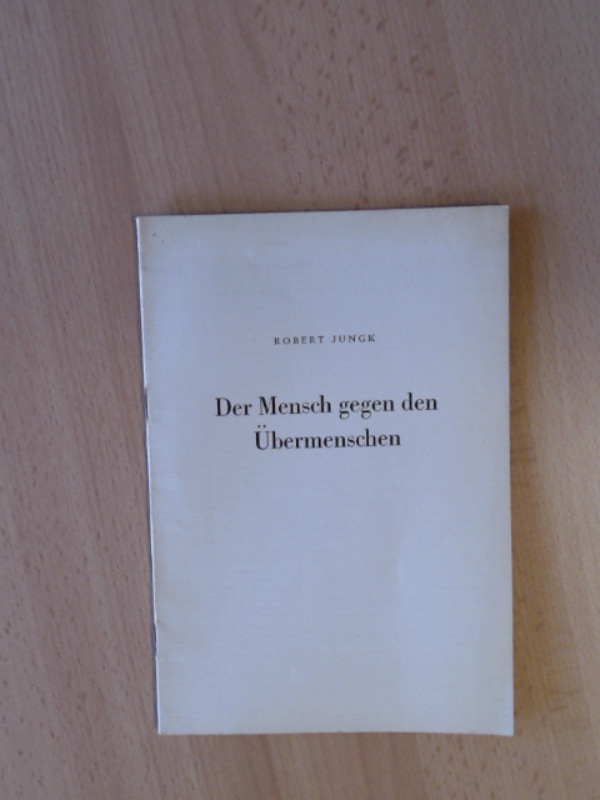 ROBERT JUNGK
Der Mensch gegen den
Übermenschen